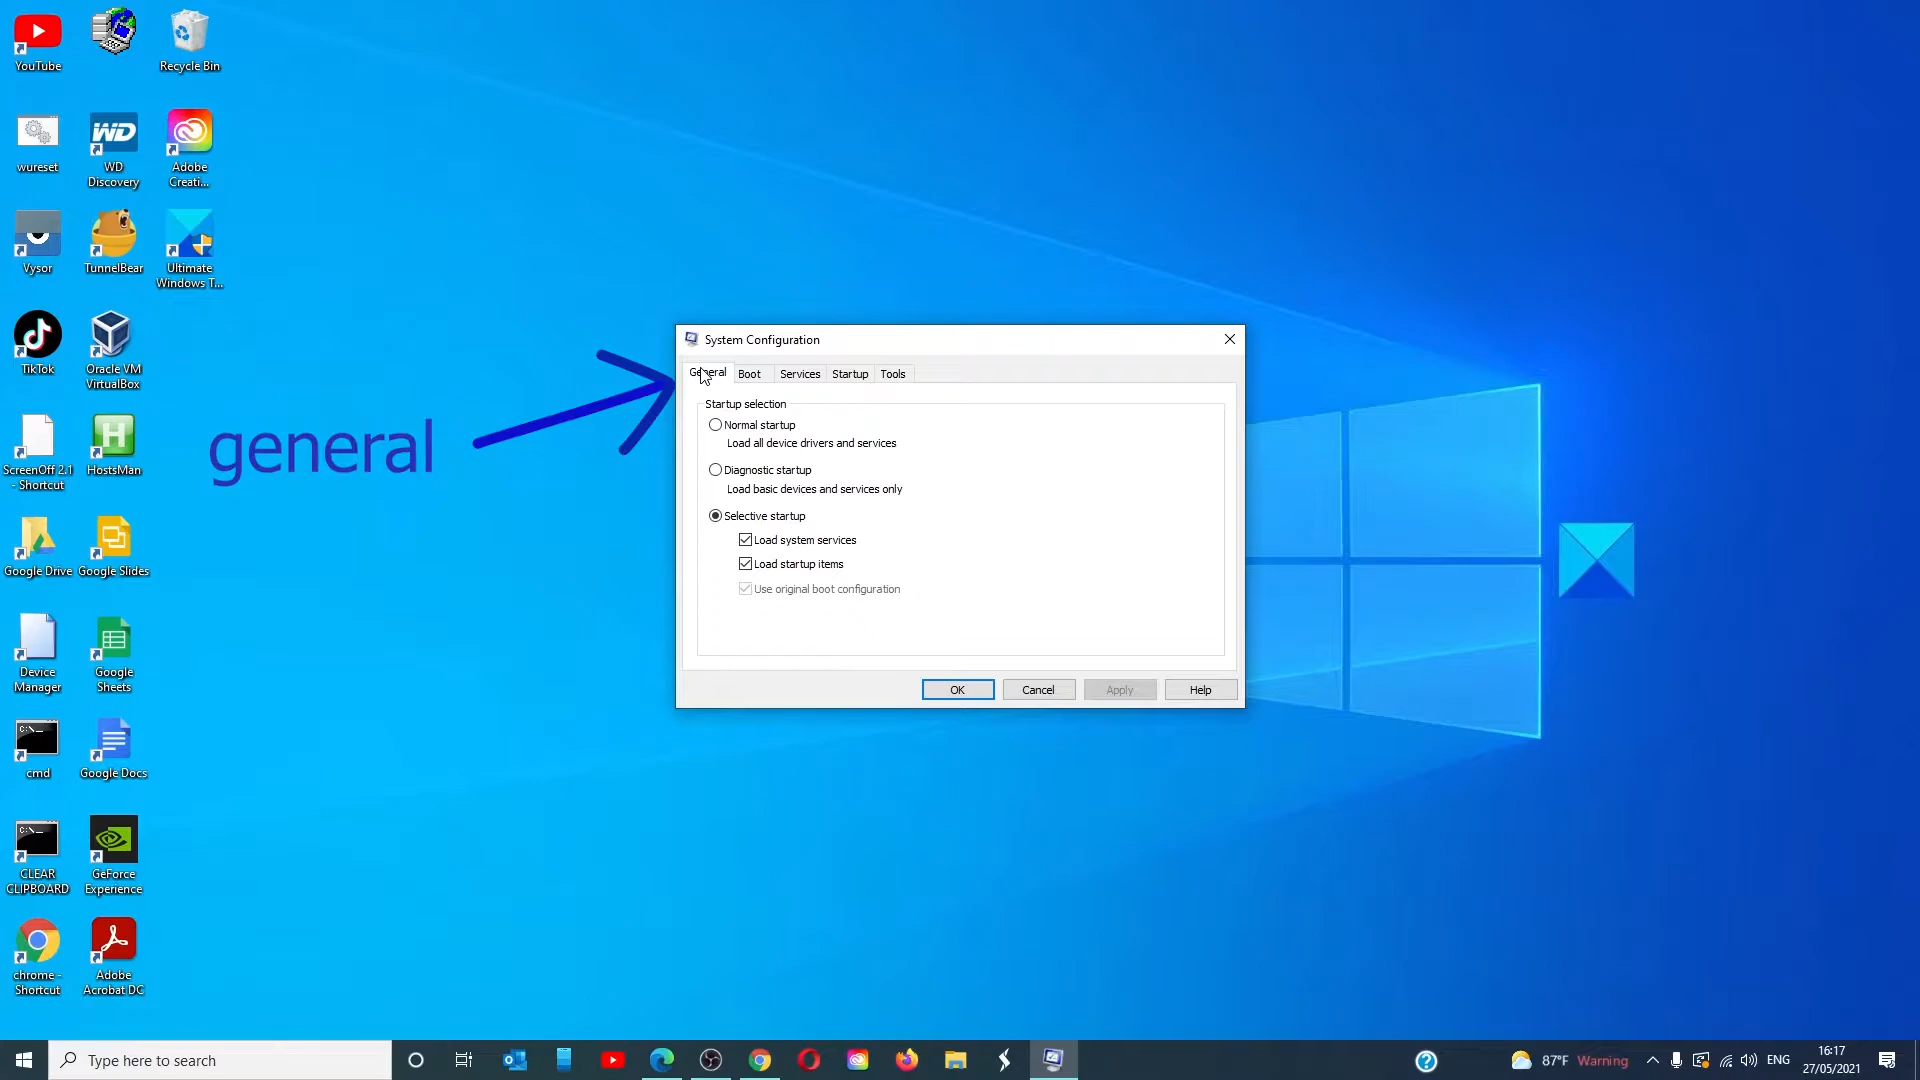 YouTube
Recycle Bin
wureset
WD
Discovery
Adobe
Creati...
Vysor
TunnelBear
Ultimate
Windows T...
TikTok
Oracle VM
VirtualBox
ScreenOff 2.1
- Shortcut
HostsMan
Google Drive
Google Slides
Device
Manager
Google
Sheets
cmd
Google Docs
CLEAR
CLIPBOARD
GeForce
Experience
chrome -
Shortcut
Adobe
Acrobat DC
general
System Configuration
General
Boot
Services
Startup
Tools
Startup selection
Normal startup
Load all device drivers and services
Diagnostic startup
Load basic devices and services only
Selective startup
Load system services
Load startup items
Use original boot configuration
OK
Cancel
Apply
Help
Type here to search
87°F Warning
ENG
16:17
27/05/2021